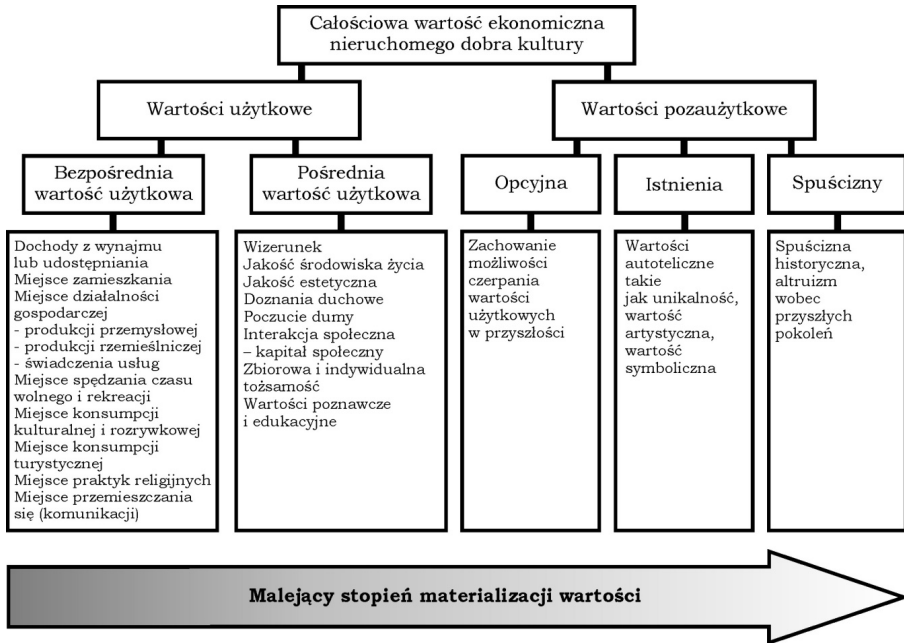 Całościowa wartość ekonomiczna
nieruchomego dobra kultury
Wartości użytkowe
Wartości pozaużytkowe
Bezpośrednia
wartość użytkowa
Pośrednia
wartość użytkowa
Opcyjna
Istnienia
Spuścizny
Dochody z wynajmu
lub udostępniania
Miejsce zamieszkania
Miejsce działalności
gospodarczej
- produkcji przemysłowej
- produkcji rzemieślniczej
- świadczenia usług
Miejsce spędzania czasu
wolnego i rekreacji
Miejsce konsumpcji
kulturalnej i rozrywkowej
Miejsce konsumpcji
turystycznej
Miejsce praktyk religijnych
Miejsce przemieszczania
się (komunikacji)
Wizerunek
Jakość środowiska życia
Jakość estetyczna
Doznania duchowe
Poczucie dumy
Interakcja społeczna
– kapitał społeczny
Zbiorowa i indywidualna
tożsamość
Wartości poznawcze
i edukacyjne
Zachowanie
możliwości
czerpania
wartości
użytkowych
w przyszłości
Wartości
autoteliczne
takie
jak unikalność,
wartość
artystyczna,
wartość
symboliczna
Spuścizna
historyczna,
altruizm
wobec
przyszłych
pokoleń
Malejący stopień materializacji wartości